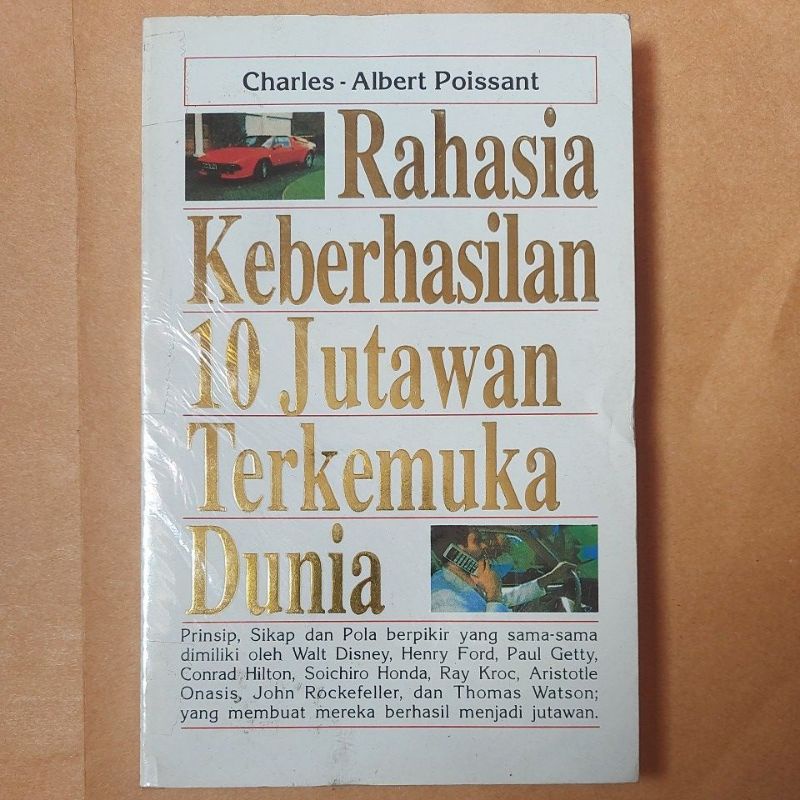 Charles - Albert Poissant
Rahasia
Keberhasilan
10 Jutawan
Terkemuka
Dunia
Prinsip, Sikap dan Pola berpikir yang sama-sama
dimiliki oleh Walt Disney, Henry Ford, Paul Getty,
Conrad Hilton, Soichiro Honda, Ray Kroc, Aristotle
Onasis, John Rockefeller, dan Thomas Watson;
yang membuat mereka berhasil menjadi jutawan.